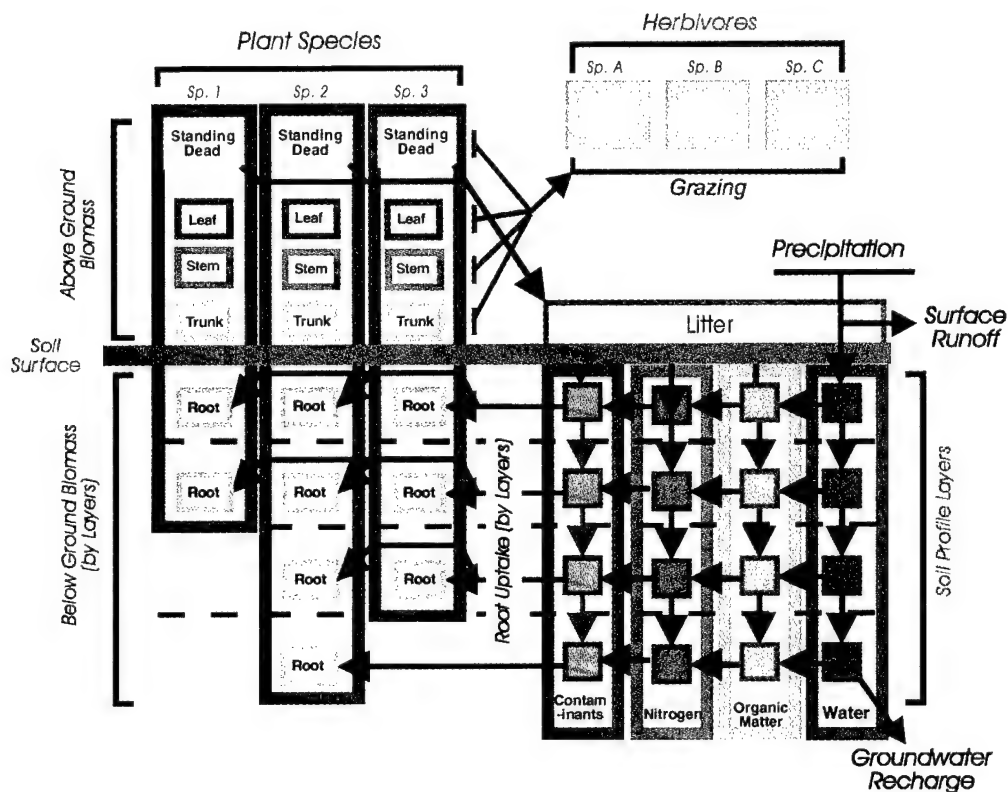 Herbivores
Plant Species
Sp. A Sp. B Sp. C
Sp. 1 Sp. 2 Sp. 3
Standing Dead
Standing Dead
Standing Dead
Grazing
Above Ground
Biomass
Leaf Leaf Leaf
Stem Stem Stem
Precipitation
Trunk Trunk Trunk
Litter
Surface
Runoff
Soil
Surface
Root Root Root
Root Root Root
Below Ground Biomass
(by Layers)
Root Uptake (by Layers)
Soil Profile Layers
Root Root
Root
Contam
-inants
Nitrogen
Organic
Matter
Water
Groundwater
Recharge